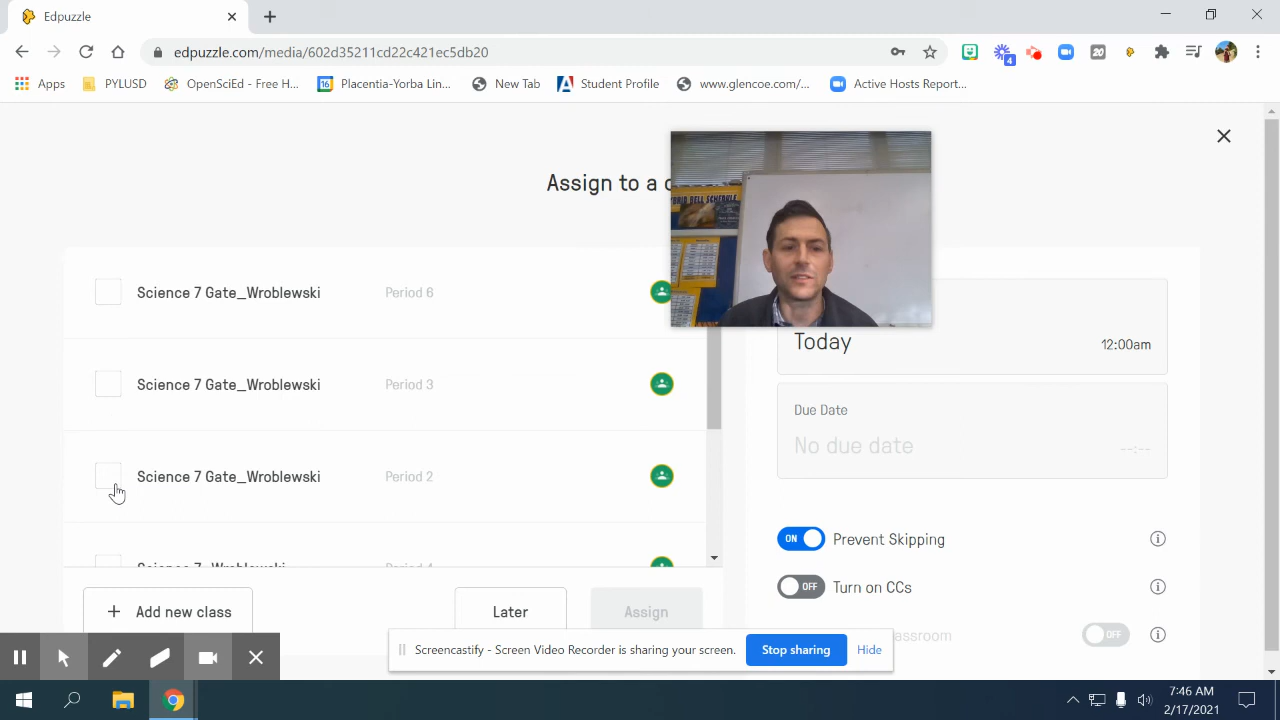 Edpuzzle
edpuzzle.com/media/602d35211cd22c421ec5db20
4
20
Apps
PYLUSD
OpenSciEd - Free H...
16
Placentia-Yorba Lin...
New Tab
Student Profile
www.glencoe.com/...
Active Hosts Report...
Assign to a c
Science 7 Gate_Wroblewski Period 6
Today 12:00am
Science 7 Gate_Wroblewski Period 3
Due Date
No due date --:--
Science 7 Gate_Wroblewski Period 2
ON Prevent Skipping
Science 7_Wroblewski Period 4
OFF Turn on CCs
+ Add new class
Later
Assign
assroom OFF
Screencastify - Screen Video Recorder is sharing your screen.
Stop sharing
Hide
7:46 AM
2/17/2021